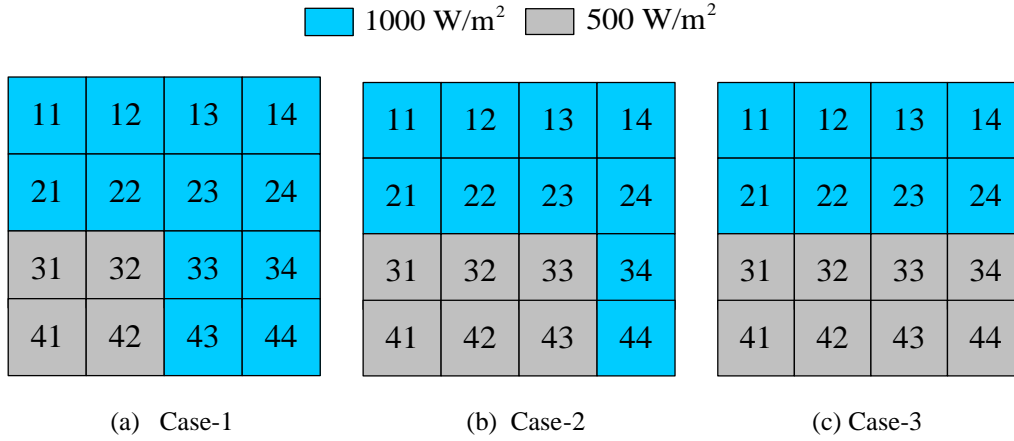 1000 W/m² 500 W/m²
11 12 13 14 11 12 13 14 11 12 13 14
21 22 23 24 21 22 23 24 21 22 23 24
31 32 33 34 31 32 33 34 31 32 33 34
41 42 43 44 41 42 43 44 41 42 43 44
(a) Case-1 (b) Case-2 (c) Case-3